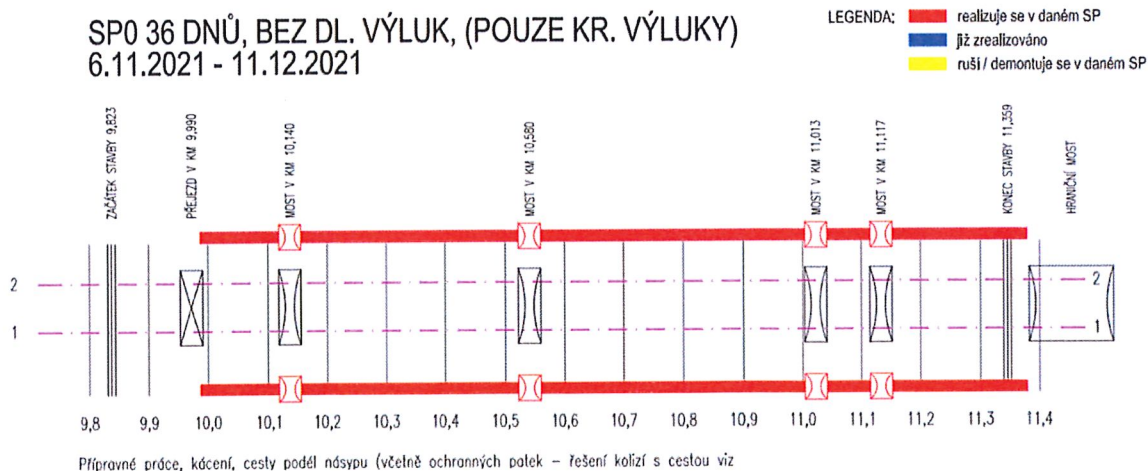 SP0 36 DNŮ, BEZ DL. VÝLUK, (POUZE KR. VÝLUKY)
6.11.2021 - 11.12.2021
LEGENDA:
realizuje se v daném SP
již zrealizováno
ruší / demontuje se v daném SP
ZAČÁTEK STAVBY 9,823
PŘEJEZD V KM 9,990
MOST V KM 10,140
MOST V KM 10,580
MOST V KM 11,013
MOST V KM 11,117
KONEC STAVBY 11,359
HRANIČNÍ MOST
2
2
1
1
9,8 9,9 10,0 10,1 10,2 10,3 10,4 10,5 10,6 10,7 10,8 10,9 11,0 11,1 11,2 11,3 11,4
Přípravné práce, kácení, cesty podél násypu (včetně ochranných patek – řešení kolizí s cestou viz